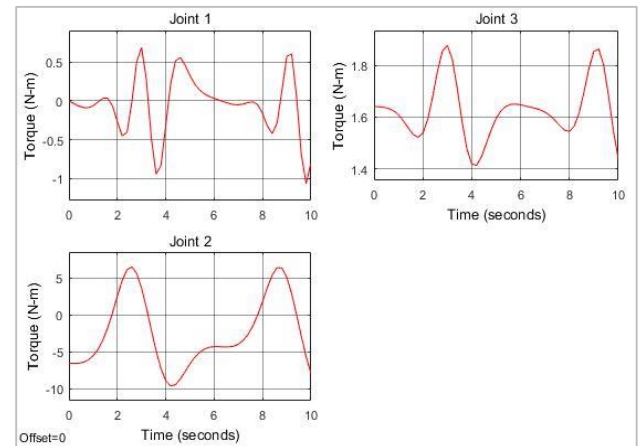 Joint 1
Torque (N-m)
0.5
0
-0.5
-1
0 2 4 6 8 10
Joint 3
Torque (N-m)
1.8
1.6
1.4
0 2 4 6 8 10
Time (seconds)
Joint 2
Torque (N-m)
5
0
-5
-10
0 2 4 6 8 10
Time (seconds)
Offset=0